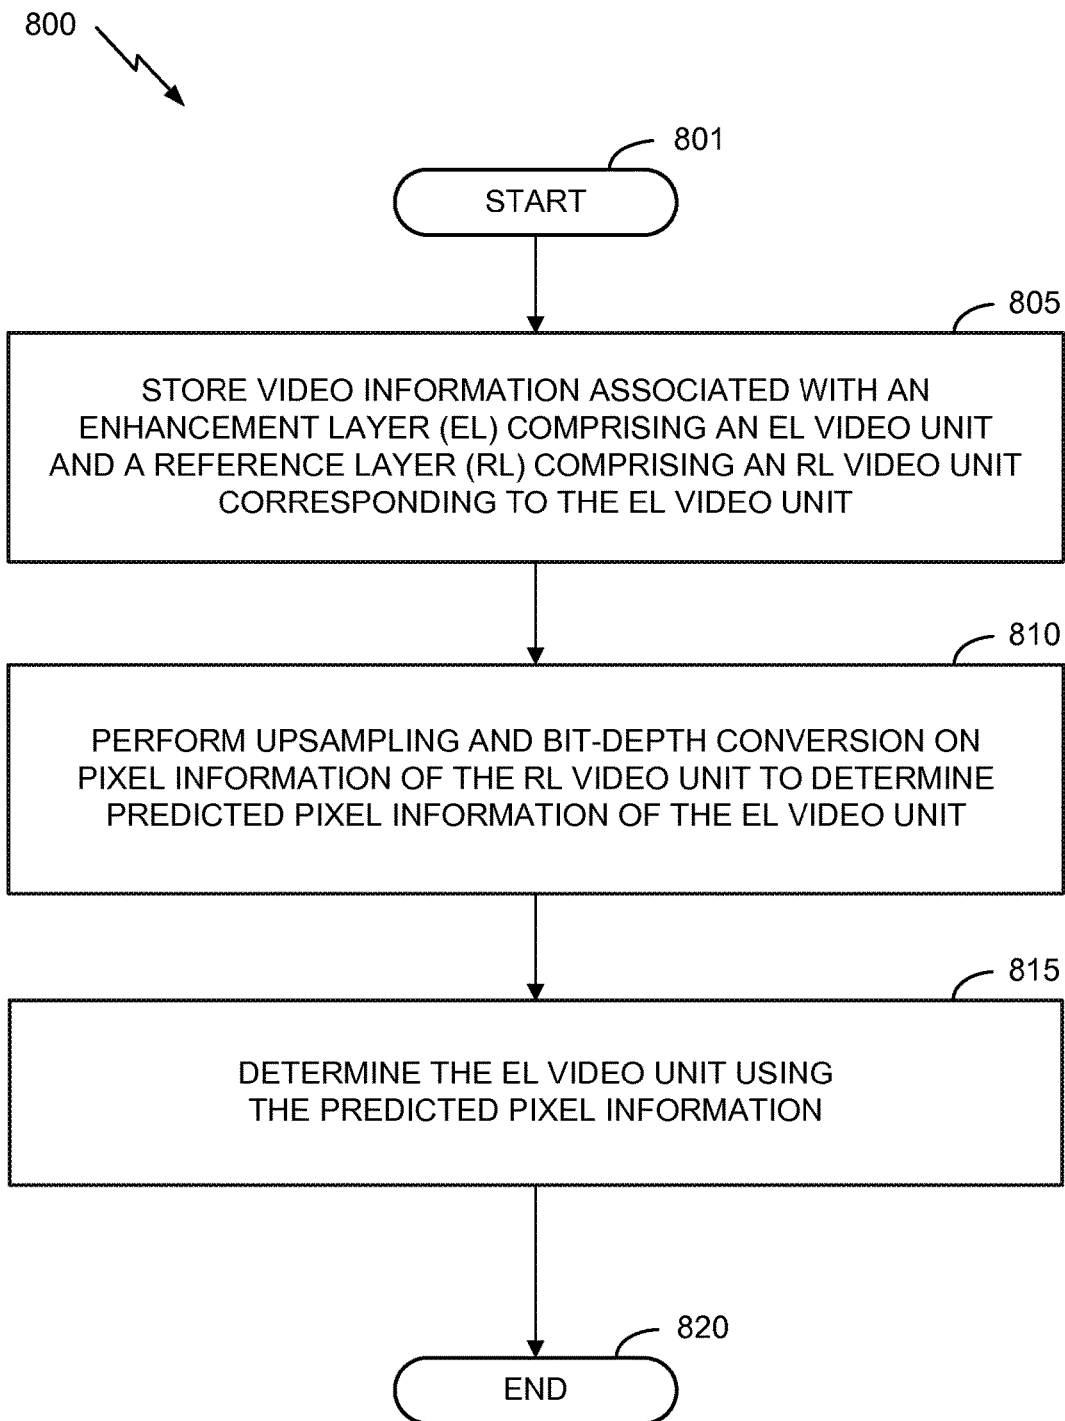 800
801
START
805
STORE VIDEO INFORMATION ASSOCIATED WITH AN
ENHANCEMENT LAYER (EL) COMPRISING AN EL VIDEO UNIT
AND A REFERENCE LAYER (RL) COMPRISING AN RL VIDEO UNIT
CORRESPONDING TO THE EL VIDEO UNIT
810
PERFORM UPSAMPLING AND BIT-DEPTH CONVERSION ON
PIXEL INFORMATION OF THE RL VIDEO UNIT TO DETERMINE
PREDICTED PIXEL INFORMATION OF THE EL VIDEO UNIT
815
DETERMINE THE EL VIDEO UNIT USING
THE PREDICTED PIXEL INFORMATION
820
END